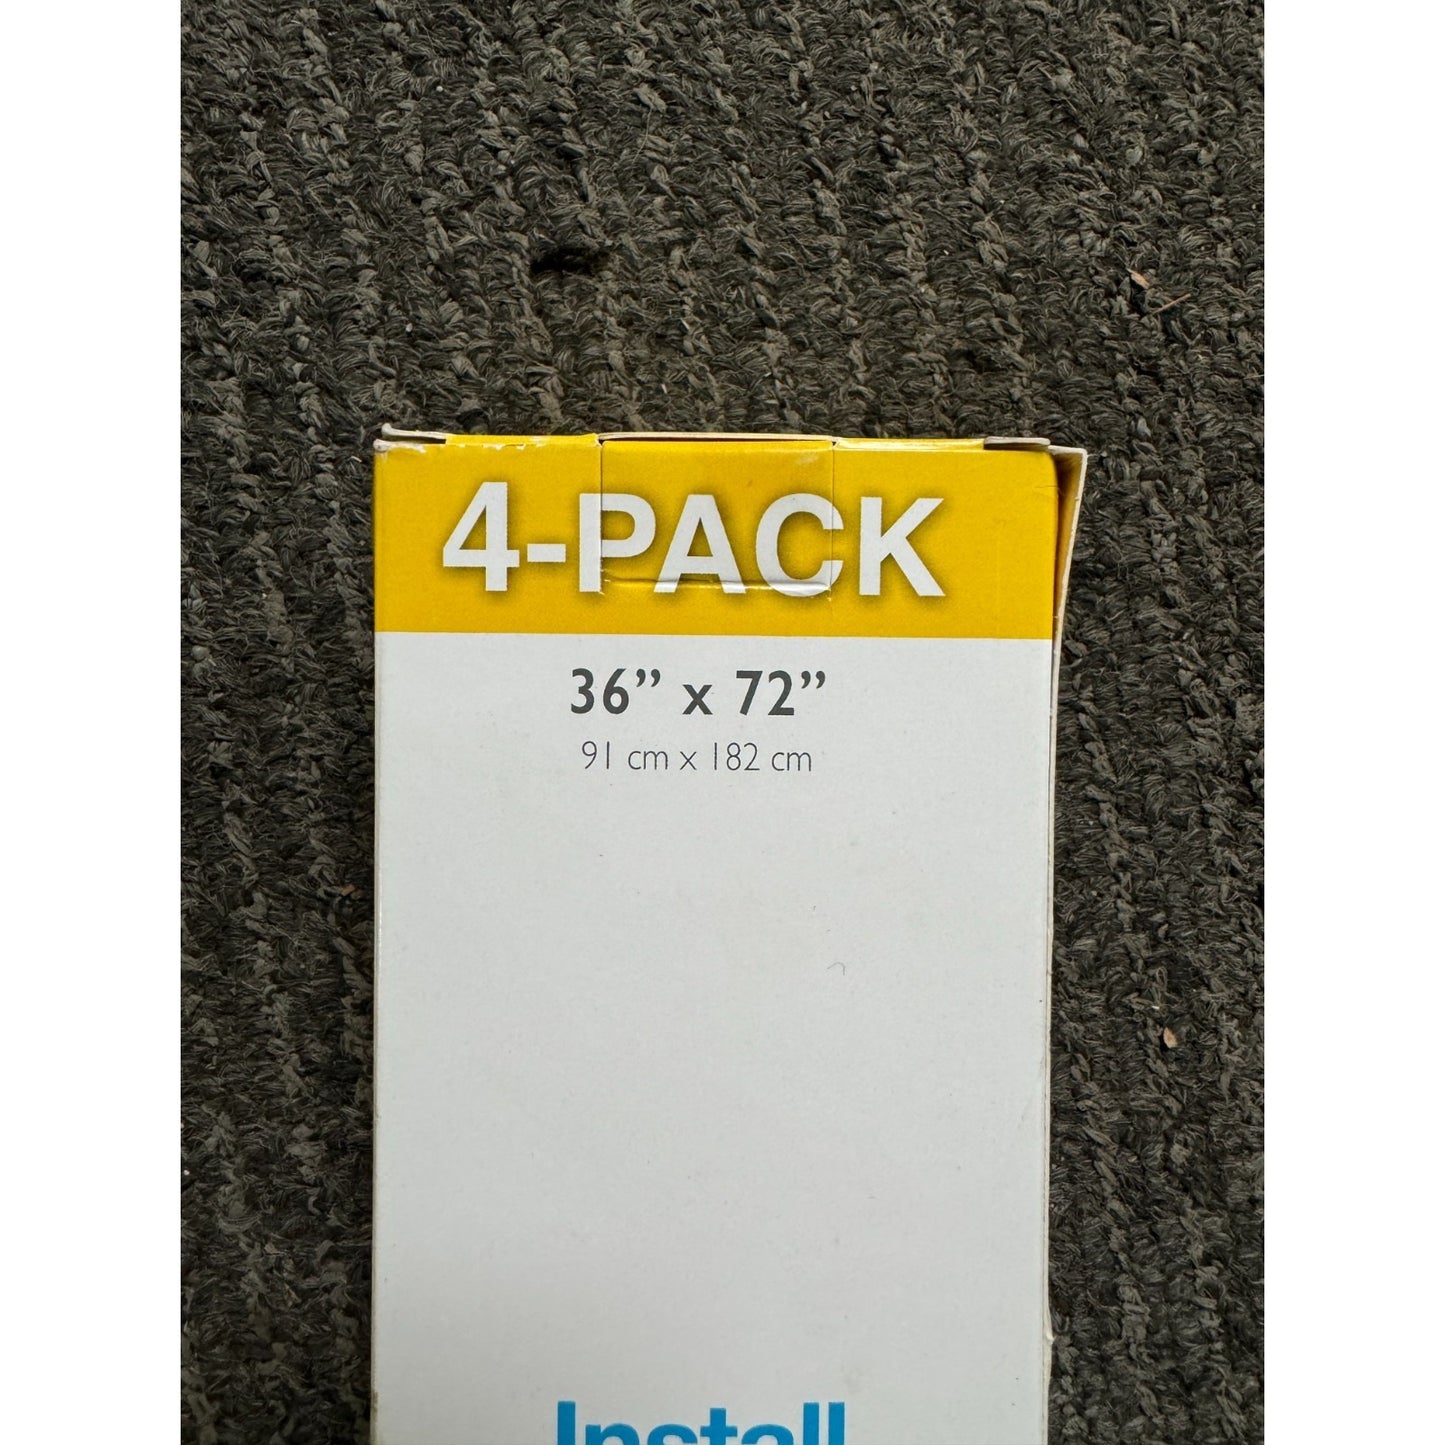 4-PACK
36” x 72”
91 cm x 182 cm
Install